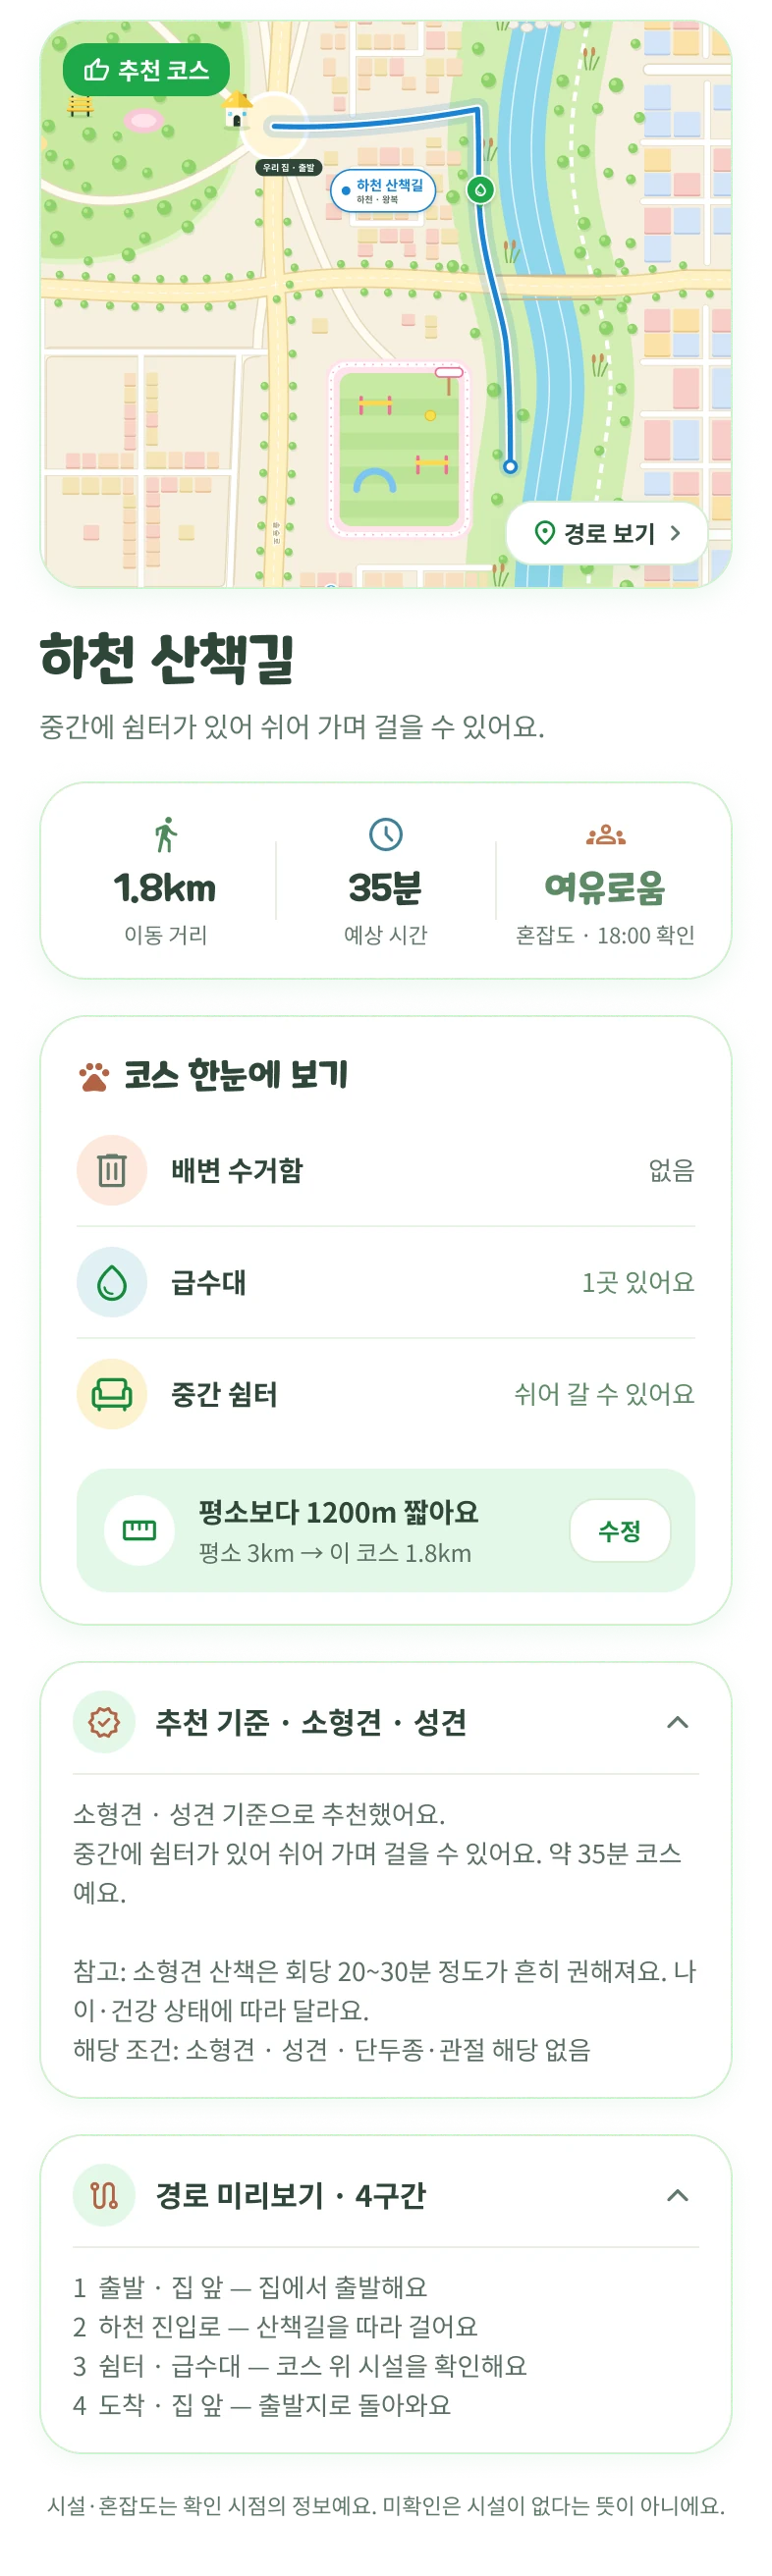 추천 코스
우리 집 · 출발
하천 산책길
하천 · 왕복
경로 보기
하천 산책길
중간에 쉼터가 있어 쉬어 가며 걸을 수 있어요.
1.8km
이동 거리
35분
예상 시간
여유로움
혼잡도 · 18:00 확인
코스 한눈에 보기
배변 수거함
없음
급수대
1곳 있어요
중간 쉼터
쉬어 갈 수 있어요
평소보다 1200m 짧아요
평소 3km → 이 코스 1.8km
수정
추천 기준 · 소형견 · 성견
소형견 · 성견 기준으로 추천했어요.
중간에 쉼터가 있어 쉬어 가며 걸을 수 있어요. 약 35분 코스
예요.
참고: 소형견 산책은 회당 20~30분 정도가 흔히 권해져요. 나
이·건강 상태에 따라 달라요.
해당 조건: 소형견 · 성견 · 단두종·관절 해당 없음
경로 미리보기 · 4구간
1 출발 · 집 앞 — 집에서 출발해요
2 하천 진입로 — 산책길을 따라 걸어요
3 쉼터 · 급수대 — 코스 위 시설을 확인해요
4 도착 · 집 앞 — 출발지로 돌아와요
시설·혼잡도는 확인 시점의 정보예요. 미확인은 시설이 없다는 뜻이 아니에요.